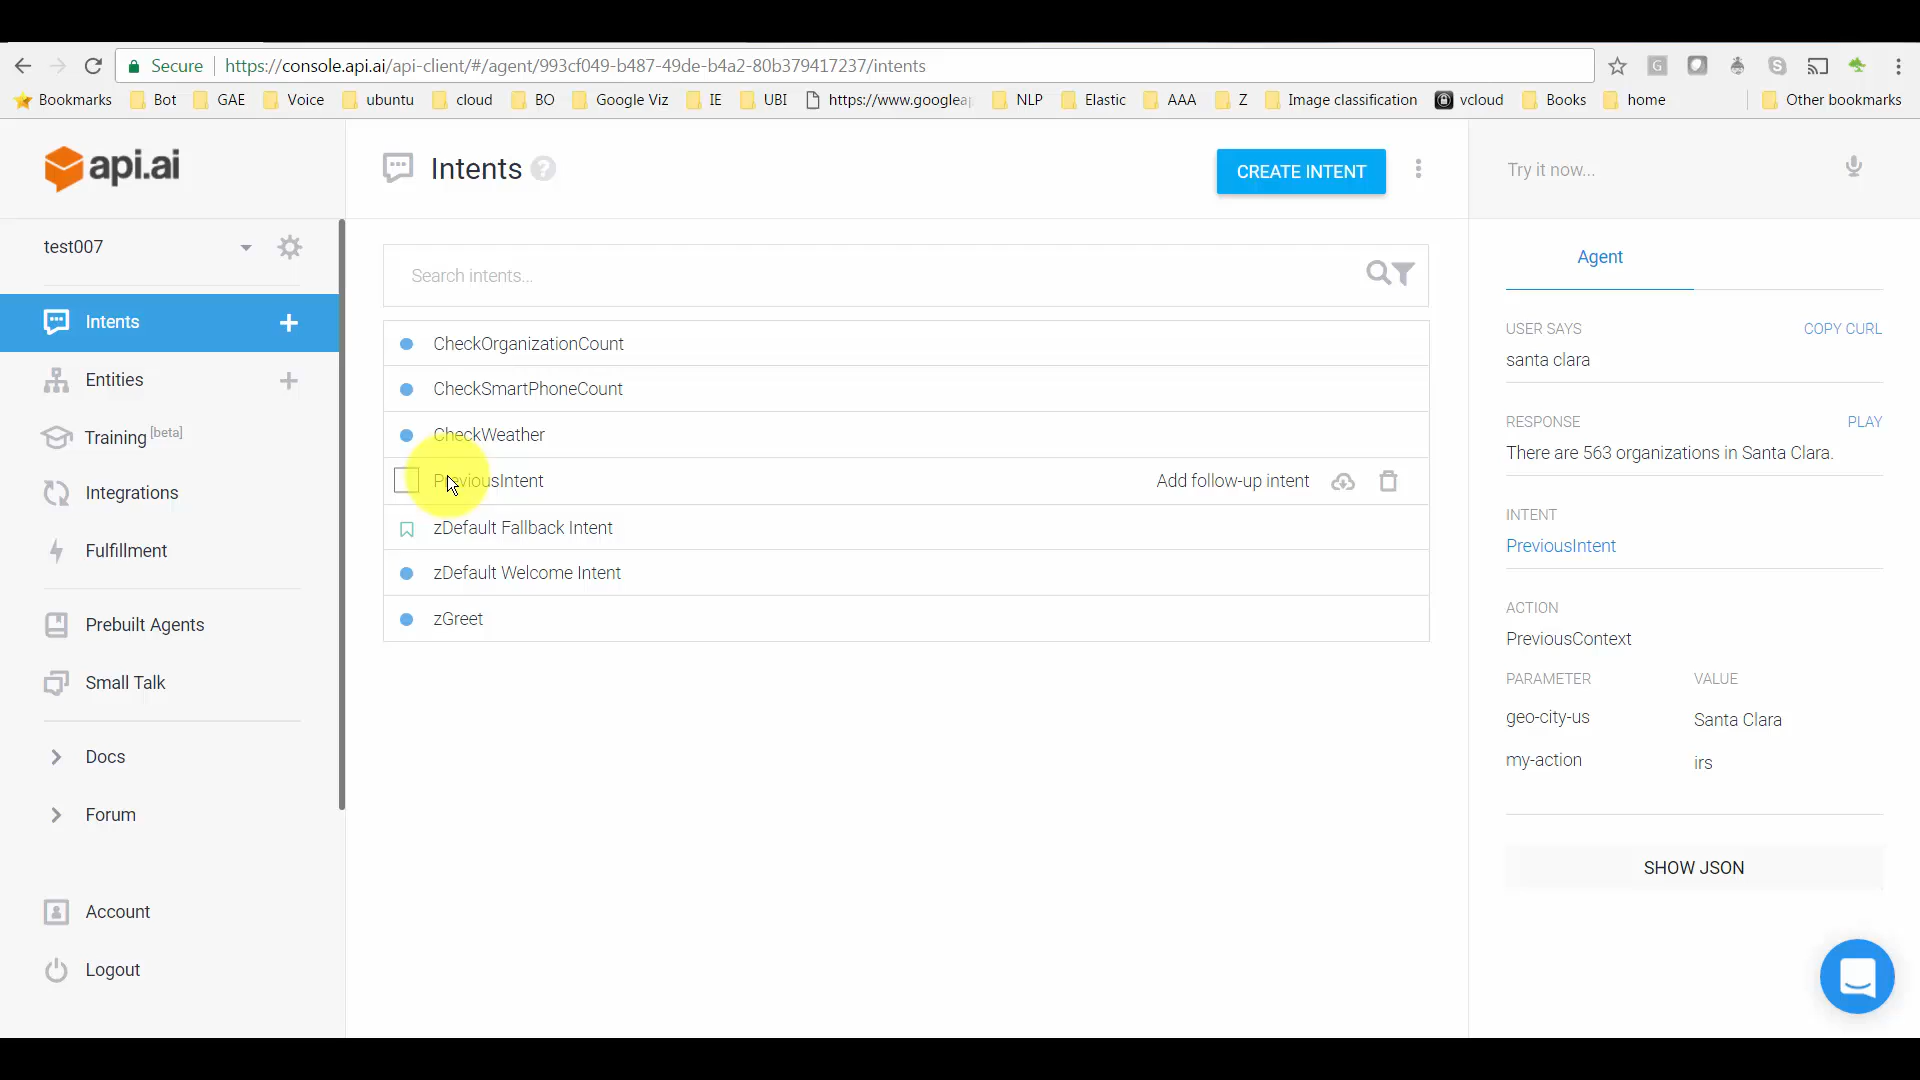 Secure | https://console.api.ai/api-client/#/agent/993cf049-b487-49de-b4a2-80b379417237/intents
Bookmarks Bot GAE Voice ubuntu cloud BO Google Viz IE UBI https://www.googleap NLP Elastic AAA Z Image classification vcloud Books home Other bookmarks
api.ai
Intents ?
CREATE INTENT
Try it now...
test007
Search intents...
Agent
Intents
Entities
Training [beta]
Integrations
Fulfillment
Prebuilt Agents
Small Talk
Docs
Forum
Account
Logout
CheckOrganizationCount
CheckSmartPhoneCount
CheckWeather
PreviousIntent Add follow-up intent
zDefault Fallback Intent
zDefault Welcome Intent
zGreet
USER SAYS COPY CURL
santa clara
RESPONSE PLAY
There are 563 organizations in Santa Clara.
INTENT
PreviousIntent
ACTION
PreviousContext
PARAMETER VALUE
geo-city-us Santa Clara
my-action irs
SHOW JSON